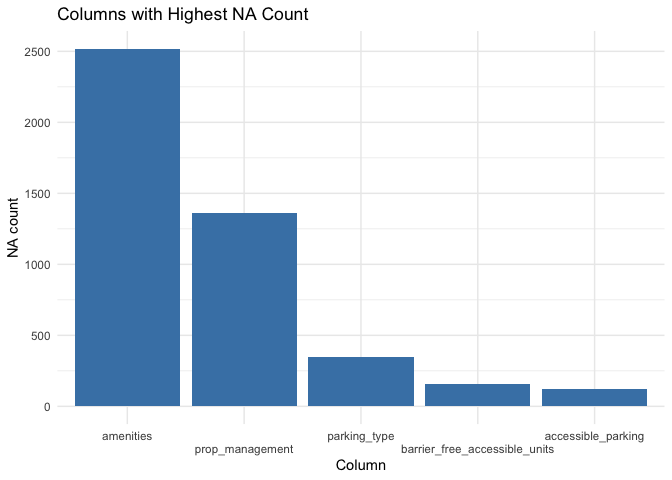 Columns with Highest NA Count
NA count
2500
2000
1500
1000
500
0
amenities
prop_management
parking_type
barrier_free_accessible_units
accessible_parking
Column